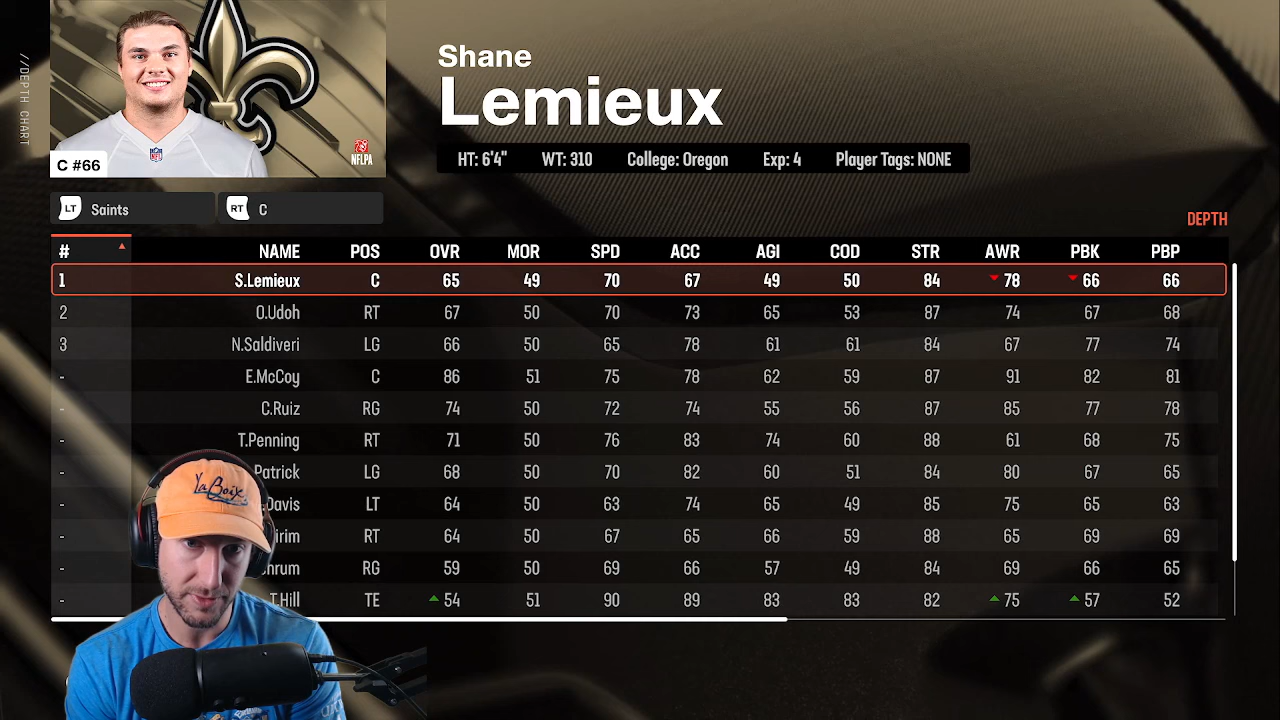 //DEPTH CHART
Shane
Lemieux
C #66
NFL
NFLPA
HT: 6'4" WT: 310 College: Oregon Exp: 4 Player Tags: NONE
LT Saints RT C
DEPTH
# NAME POS OVR MOR SPD ACC AGI COD STR AWR PBK PBP
1 S.Lemieux C 65 49 70 67 49 50 84 78 66 66
2 O.Udoh RT 67 50 70 73 65 53 87 74 67 68
3 N.Saldiveri LG 66 50 65 78 61 61 84 67 77 74
- E.McCoy C 86 51 75 78 62 59 87 91 82 81
- C.Ruiz RG 74 50 72 74 55 56 87 85 77 78
- T.Penning RT 71 50 76 83 74 60 88 61 68 75
- Patrick LG 68 50 70 82 60 51 84 80 67 65
- Davis LT 64 50 63 74 65 49 85 75 65 63
- rim RT 64 50 67 65 66 59 88 65 69 69
- hrum RG 59 50 69 66 57 49 84 69 66 65
- T.Hill TE 54 51 90 89 83 83 82 75 57 52